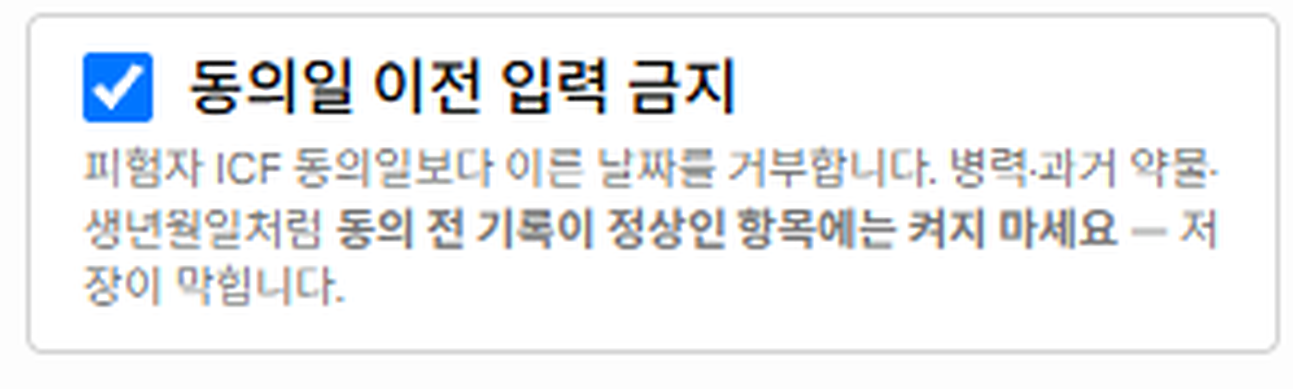 동의일 이전 입력 금지
피험자 ICF 동의일보다 이른 날짜를 거부합니다. 병력·과거 약물·
생년월일처럼 동의 전 기록이 정상인 항목에는 켜지 마세요 — 저
장이 막힙니다.